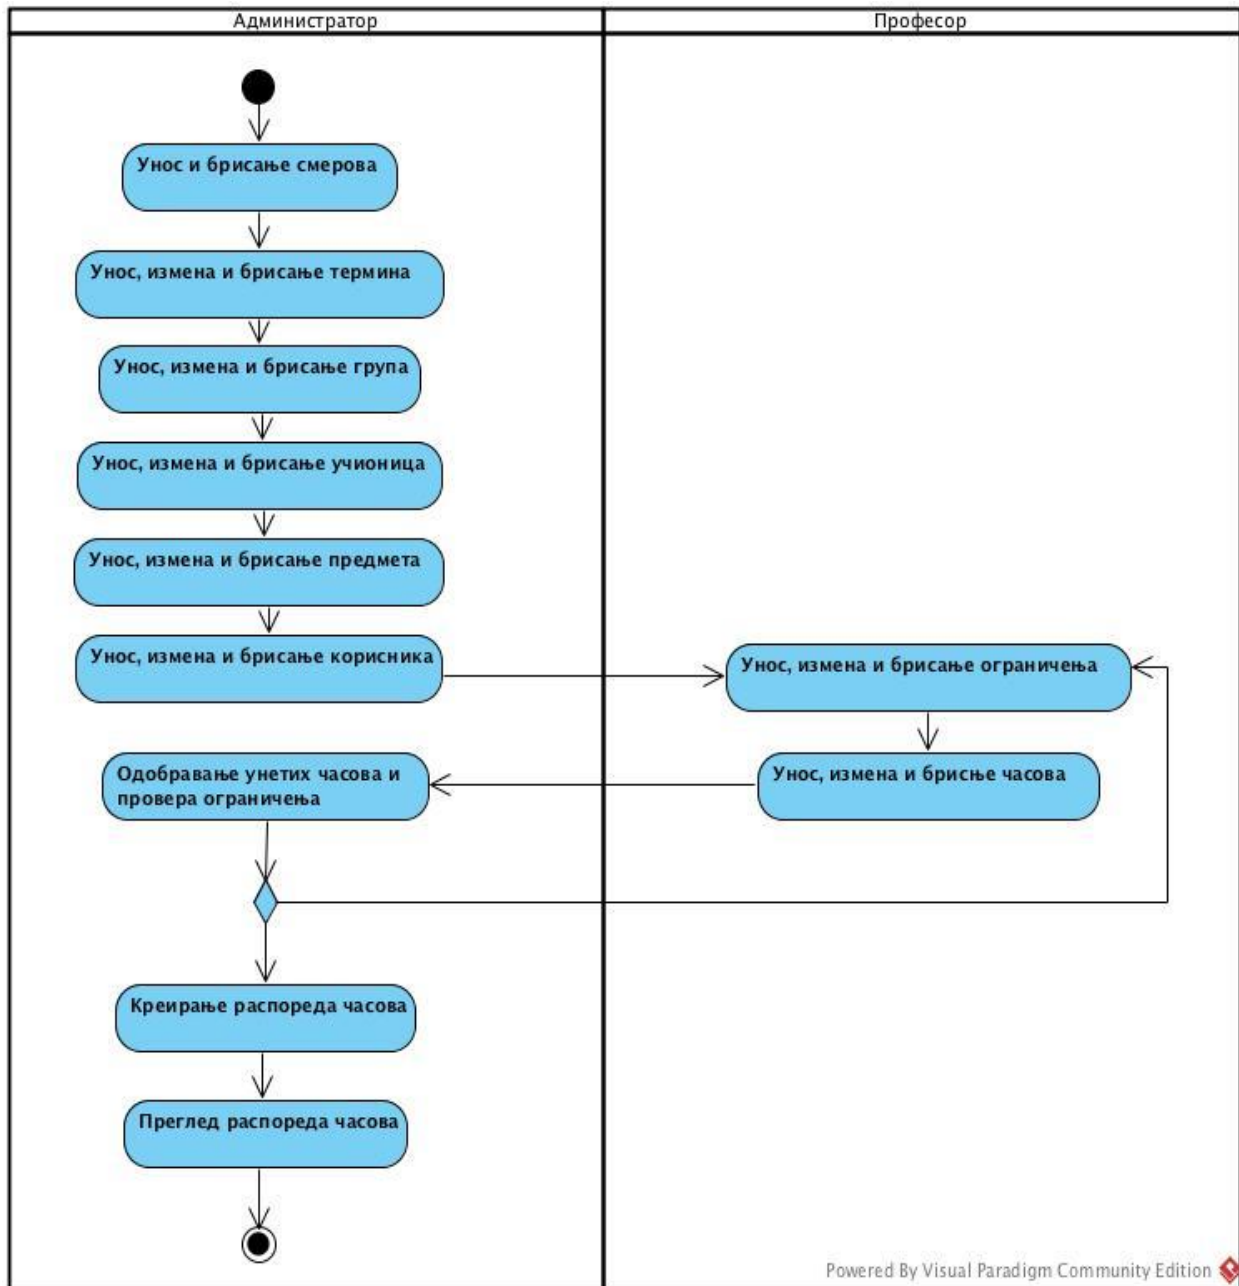 Администратор
Професор
Унос и брисање смерова
Унос, измена и брисање термина
Унос, измена и брисање група
Унос, измена и брисање учионица
Унос, измена и брисање предмета
Унос, измена и брисање корисника
Унос, измена и брисање ограничења
Унос, измена и брисње часова
Одобравање унетих часова и
провера ограничења
Креирање распореда часова
Преглед распореда часова
Powered By Visual Paradigm Community Edition